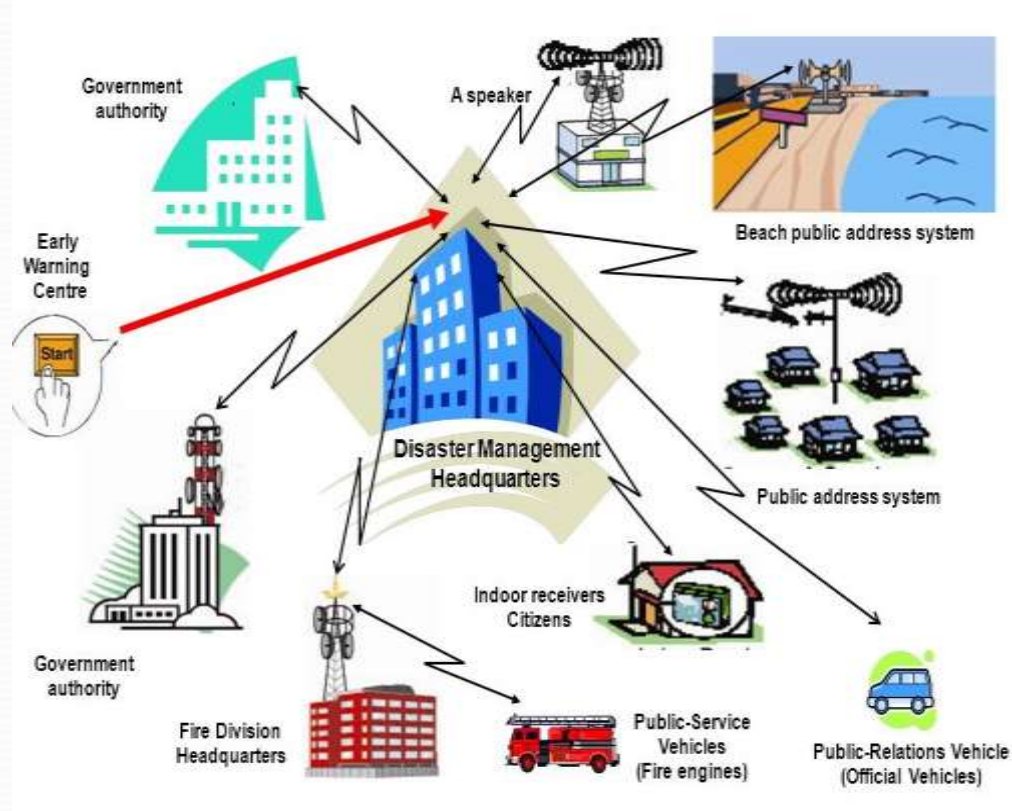 Government
authority
A speaker
Beach public address system
Early
Warning
Centre
Start
Disaster Management
Headquarters
Public address system
Indoor receivers
Citizens
Government
authority
Fire Division
Headquarters
Public-Service
Vehicles
(Fire engines)
Public-Relations Vehicle
(Official Vehicles)